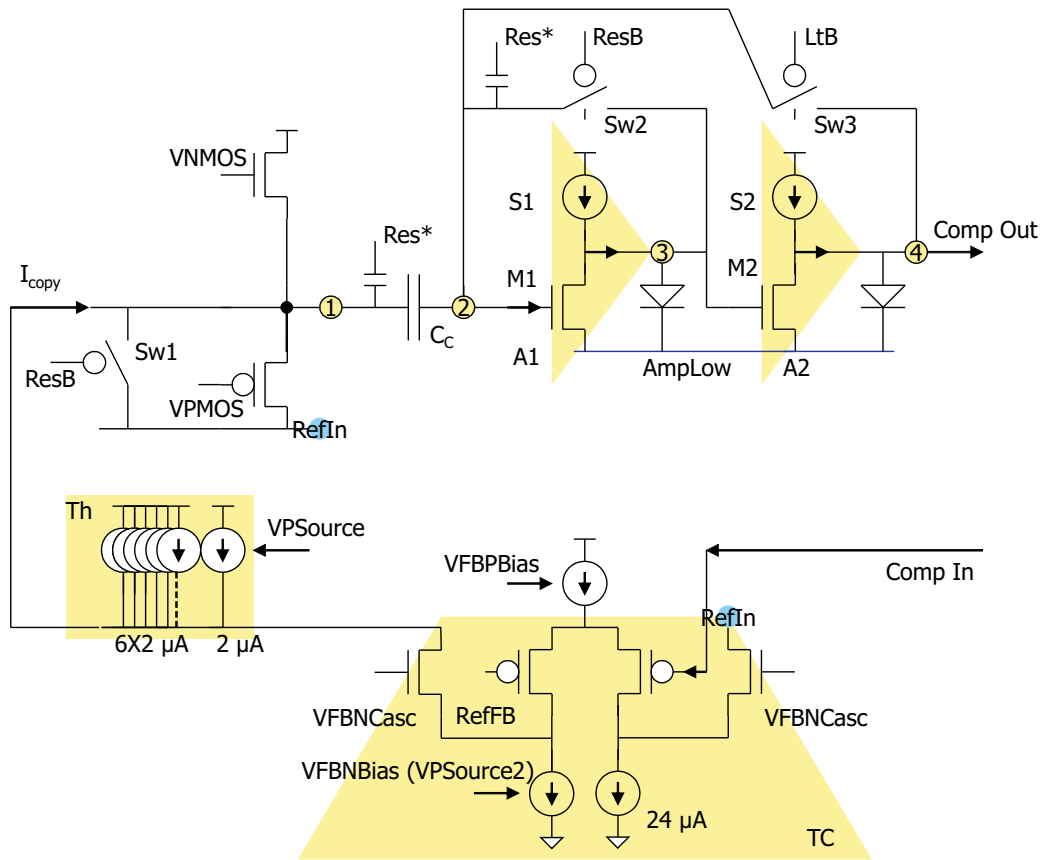 Res*
ResB
LtB
Sw2
Sw3
VNMOS
S1
S2
Res*
Comp Out
3
4
Icopy
M1
M2
1
2
CC
Sw1
A1
A2
ResB
AmpLow
VPMOS
RefIn
Th
VPSource
VFBPBias
Comp In
RefIn
6X2 µA
2 µA
VFBNCasc
RefFB
VFBNCasc
VFBNBias (VPSource2)
24 µA
TC